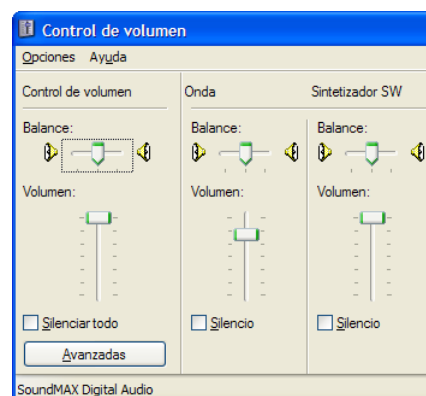 Control de volumen
Opciones Ayuda
Control de volumen
Balance:
Volumen:
Silenciar todo
Avanzadas
Onda
Balance:
Volumen:
Silencio
Sintetizador SW
Balance:
Volumen:
Silencio
SoundMAX Digital Audio